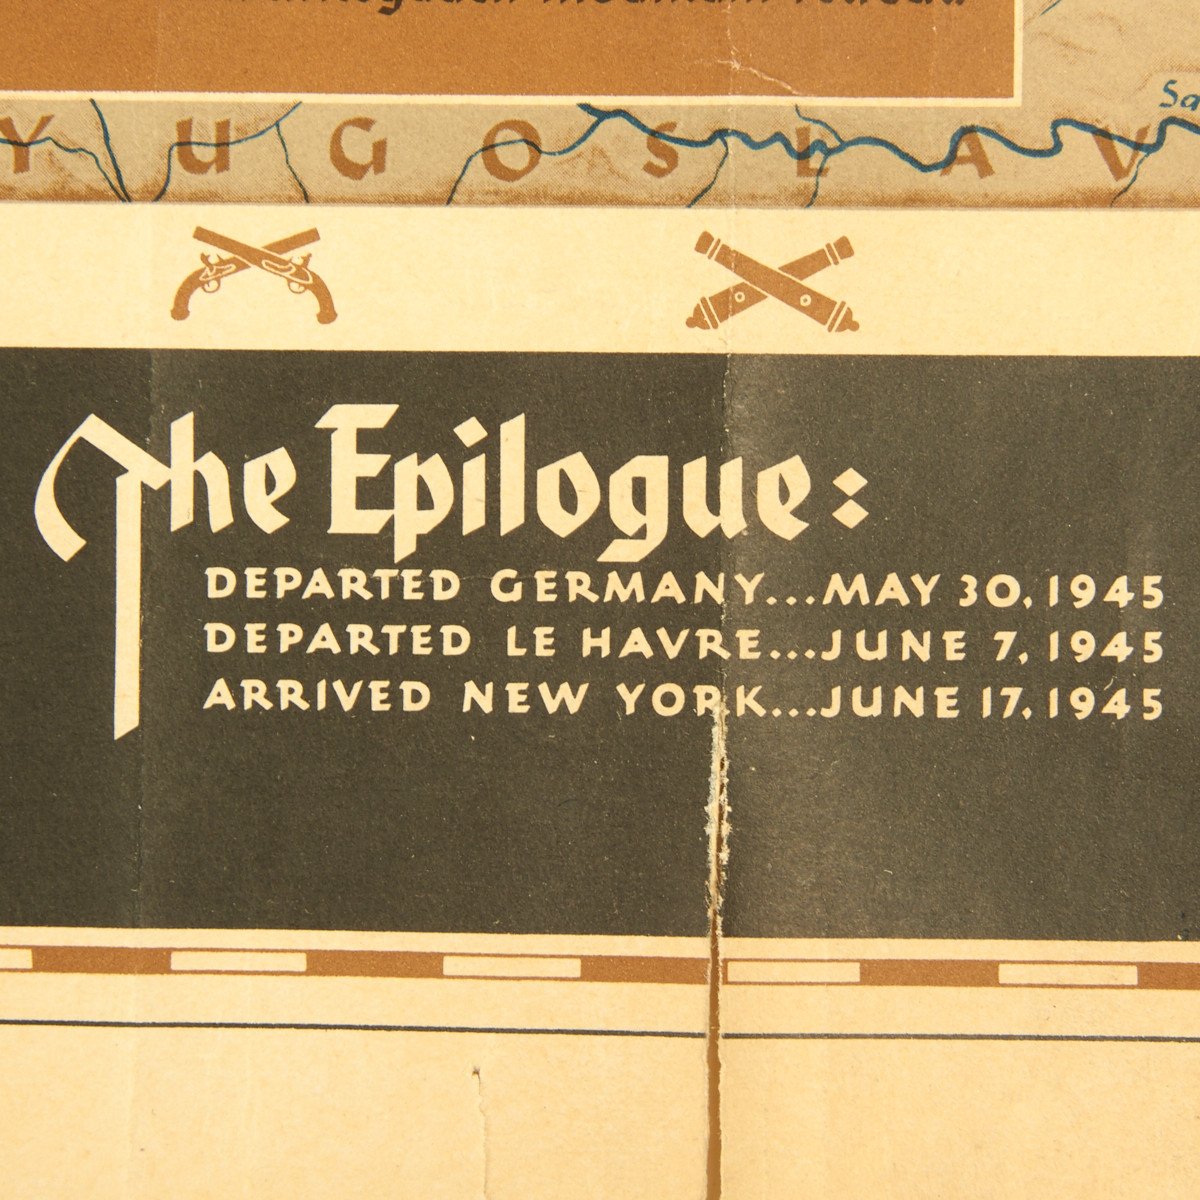 Sa
YUGOSLAV
The Epilogue:
DEPARTED GERMANY...MAY 30, 1945
DEPARTED LE HAVRE...JUNE 7, 1945
ARRIVED NEW YORK...JUNE 17, 1945